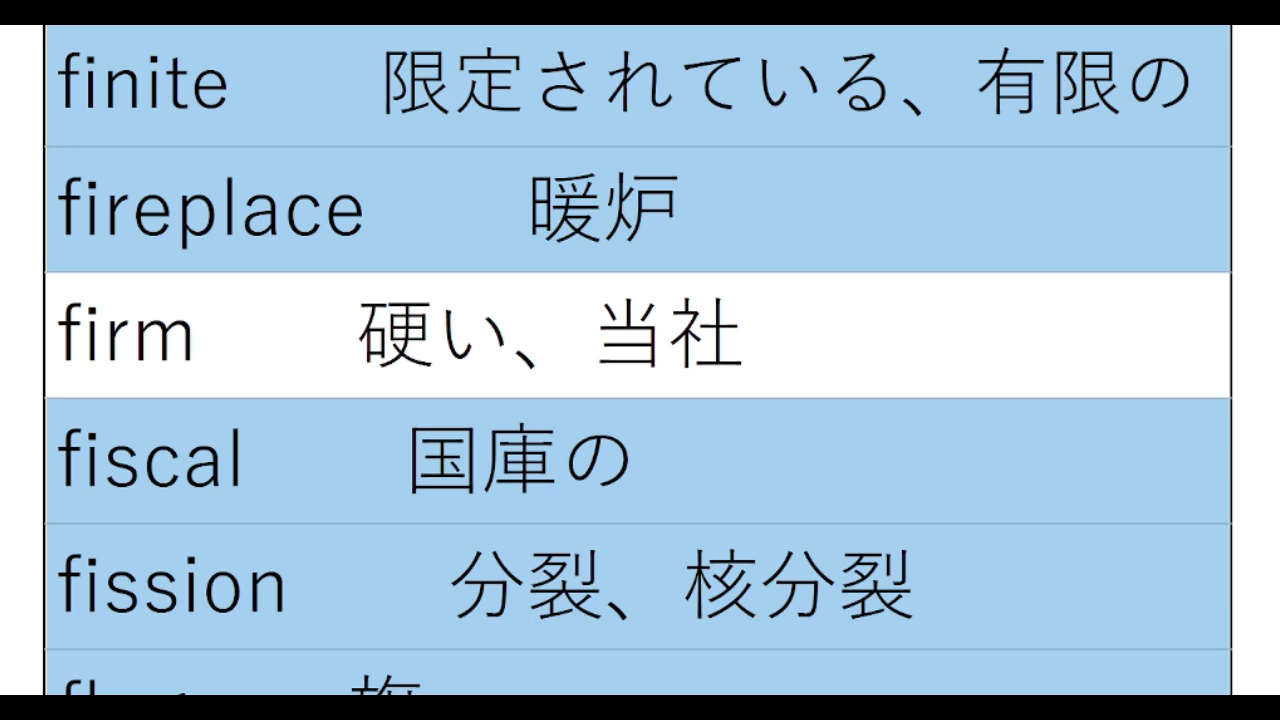 finite 限定されている、有限の
fireplace 暖炉
firm 硬い、当社
fiscal 国庫の
fission 分裂、核分裂